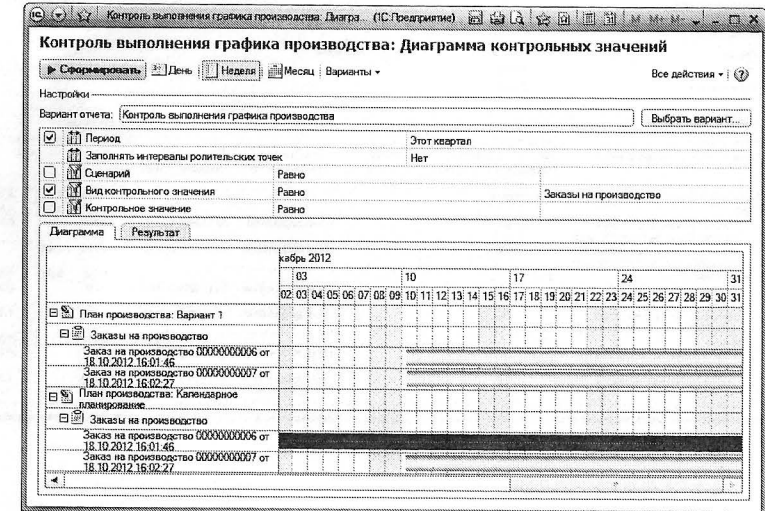 Контроль выполнения графика производства: Диагра... (1С:Предприятие) M M+ M-
Контроль выполнения графика производства: Диаграмма контрольных значений
Сформировать День Неделя Месяц Варианты Все действия ?
Настройки
Вариант отчета: Контроль выполнения графика производства Выбрать вариант...
Период Этот квартал
Заполнять интервалы ролительских точек Нет
Сценарий Равно
Вид контрольного значения Равно Заказы на производство
Контрольное значение Равно
Диаграмма Результат
кабрь 2012
03 10 17 24 31
02 03 04 05 06 07 08 09 10 11 12 13 14 15 16 17 18 19 20 21 22 23 24 25 26 27 28 29 30 31
План производства: Вариант 1
Заказы на производство
Заказ на производство 00000000006 от
18.10.2012 16:01:46
Заказ на производство 00000000007 от
18.10.2012 16:02:27
План производства: Календарное
планирование
Заказы на производство
Заказ на производство 00000000006 от
18.10.2012 16:01:46
Заказ на производство 00000000007 от
18.10.2012 16:02:27